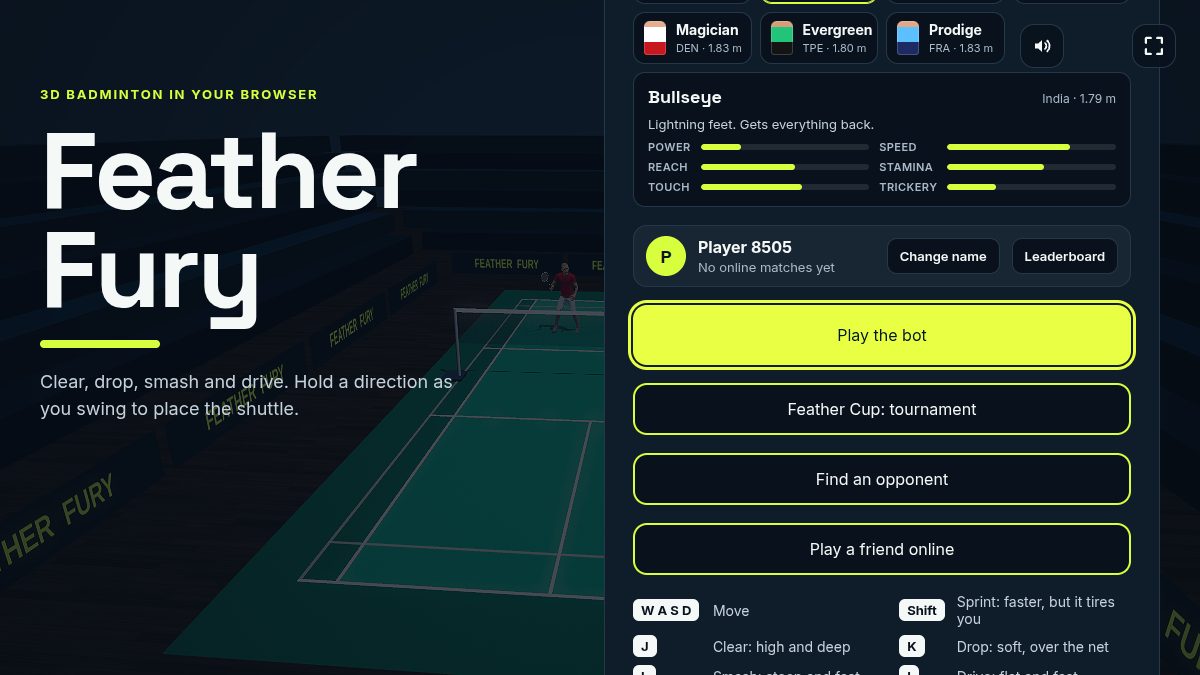 Magician
DEN · 1.83 m
Evergreen
TPE · 1.80 m
Prodige
FRA · 1.83 m
3D BADMINTON IN YOUR BROWSER
Feather
Fury
Clear, drop, smash and drive. Hold a direction as
you swing to place the shuttle.
Bullseye
India · 1.79 m
Lightning feet. Gets everything back.
POWER
SPEED
REACH
STAMINA
TOUCH
TRICKERY
P
Player 8505
No online matches yet
Change name
Leaderboard
Play the bot
Feather Cup: tournament
Find an opponent
Play a friend online
W A S D
Move
Shift
Sprint: faster, but it tires
you
J
Clear: high and deep
K
Drop: soft, over the net
FEATHER FURY
FEATHER FURY
FEATHER FURY
FEATHER FURY
HER FURY
FE
FU